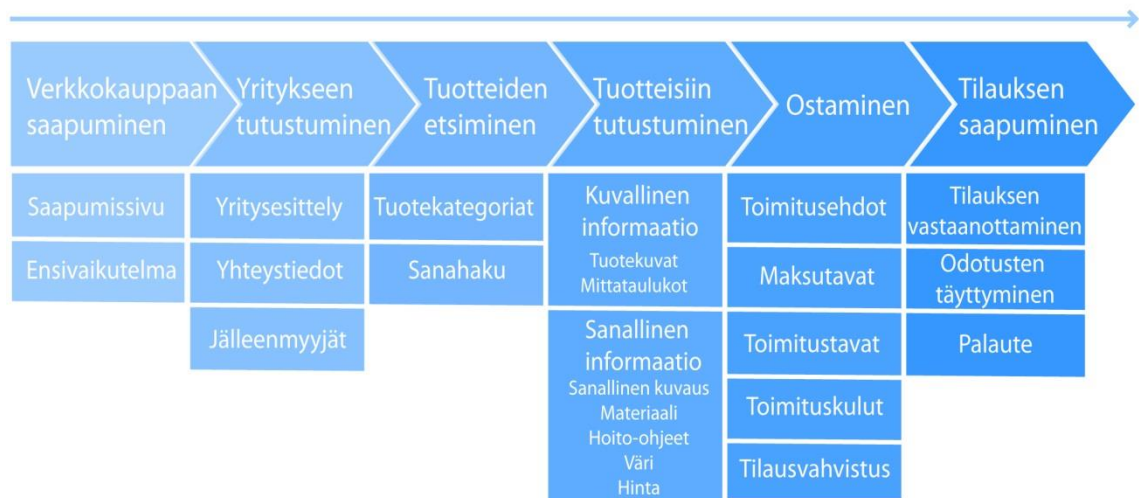 Verkkokauppaan
saapuminen
Yritykseen
tutustuminen
Tuotteiden
etsiminen
Tuotteisiin
tutustuminen
Ostaminen
Tilauksen
saapuminen
Saapumissivu
Ensivaikutelma
Yritysesittely
Yhteystiedot
Jälleenmyyjät
Tuotekategoriat
Sanahaku
Kuvallinen
informaatio
Tuotekuvat
Mittataulukot
Sanallinen
informaatio
Sanallinen kuvaus
Materiaali
Hoito-ohjeet
Väri
Hinta
Toimitusehdot
Maksutavat
Toimitustavat
Toimituskulut
Tilausvahvistus
Tilauksen
vastaanottaminen
Odotusten
täyttyminen
Palaute